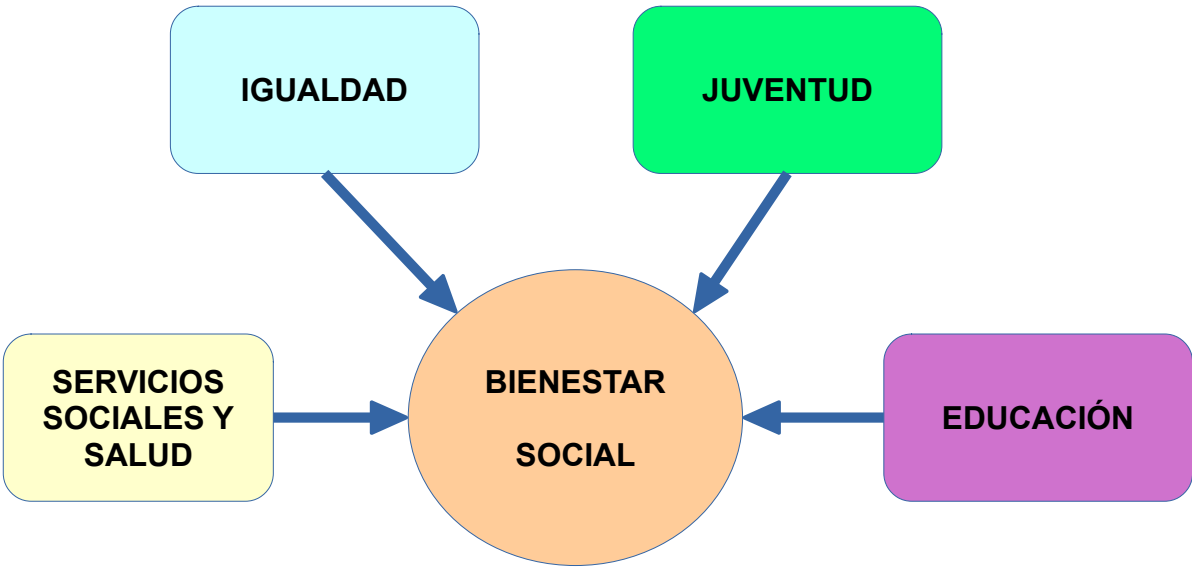 IGUALDAD
JUVENTUD
SERVICIOS
SOCIALES Y
SALUD
BIENESTAR
SOCIAL
EDUCACIÓN